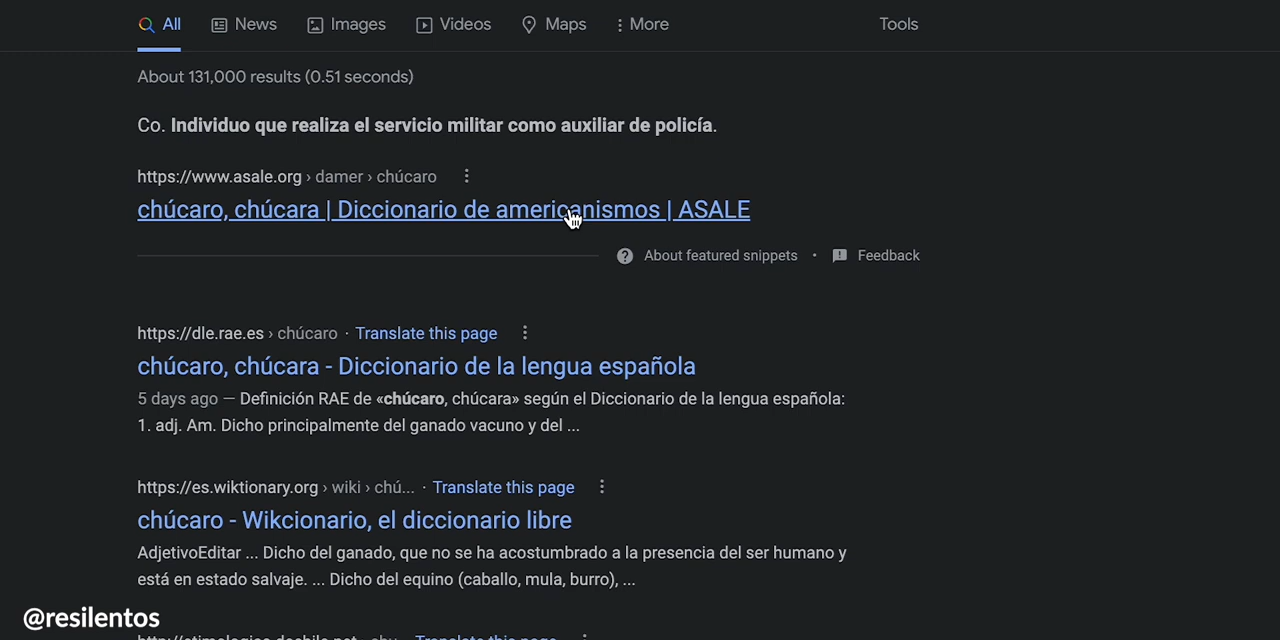 All News Images Videos Maps More Tools
About 131,000 results (0.51 seconds)
Co. Individuo que realiza el servicio militar como auxiliar de policía.
https://www.asale.org › damer › chúcaro
chúcaro, chúcara | Diccionario de americanismos | ASALE
About featured snippets · Feedback
https://dle.rae.es › chúcaro · Translate this page
chúcaro, chúcara - Diccionario de la lengua española
5 days ago — Definición RAE de «chúcaro, chúcara» según el Diccionario de la lengua española:
1. adj. Am. Dicho principalmente del ganado vacuno y del ...
https://es.wiktionary.org › wiki › chú... · Translate this page
chúcaro - Wikcionario, el diccionario libre
AdjetivoEditar ... Dicho del ganado, que no se ha acostumbrado a la presencia del ser humano y
está en estado salvaje. ... Dicho del equino (caballo, mula, burro), ...
@resilentos
Translate this page